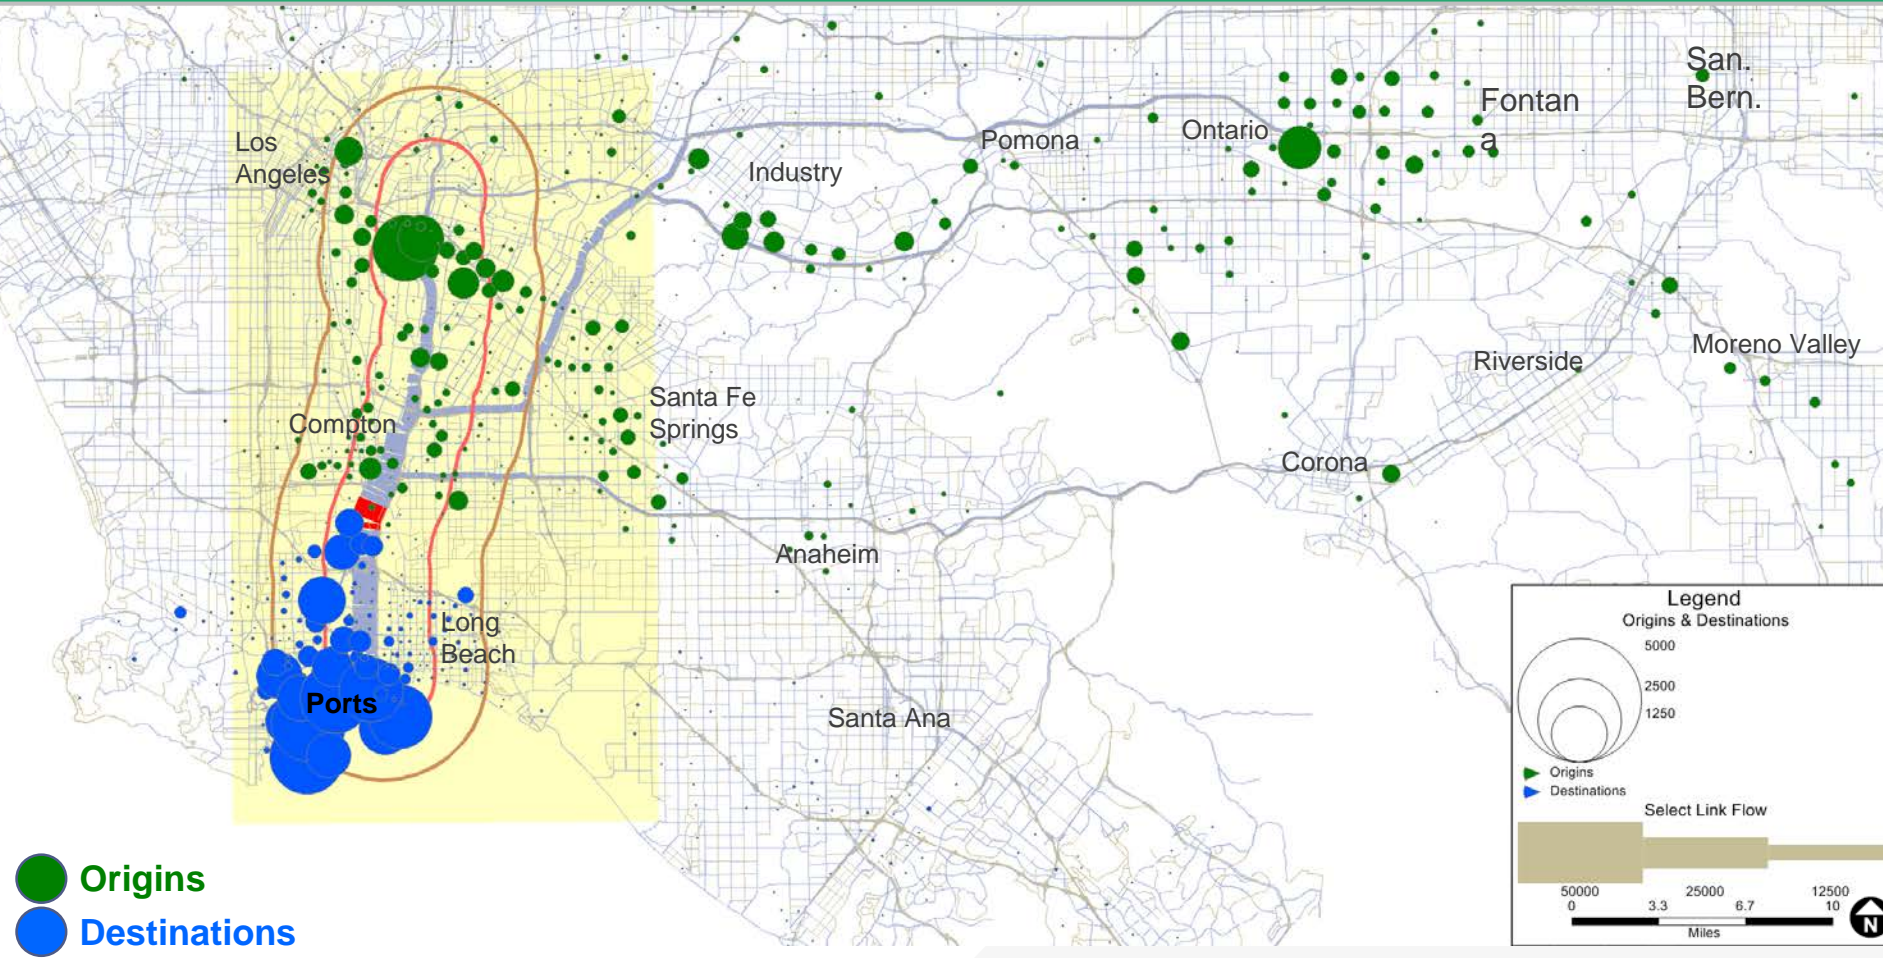 San.
Bern.
Fontan
a
Los
Angeles
Pomona
Ontario
Industry
Moreno Valley
Riverside
Santa Fe
Springs
Compton
Corona
Anaheim
Long
Beach
Ports
Santa Ana
Legend
Origins & Destinations
5000
2500
1250
Origins
Destinations
Select Link Flow
50000 25000 12500
0 3.3 6.7 10
Miles
N
Origins
Destinations